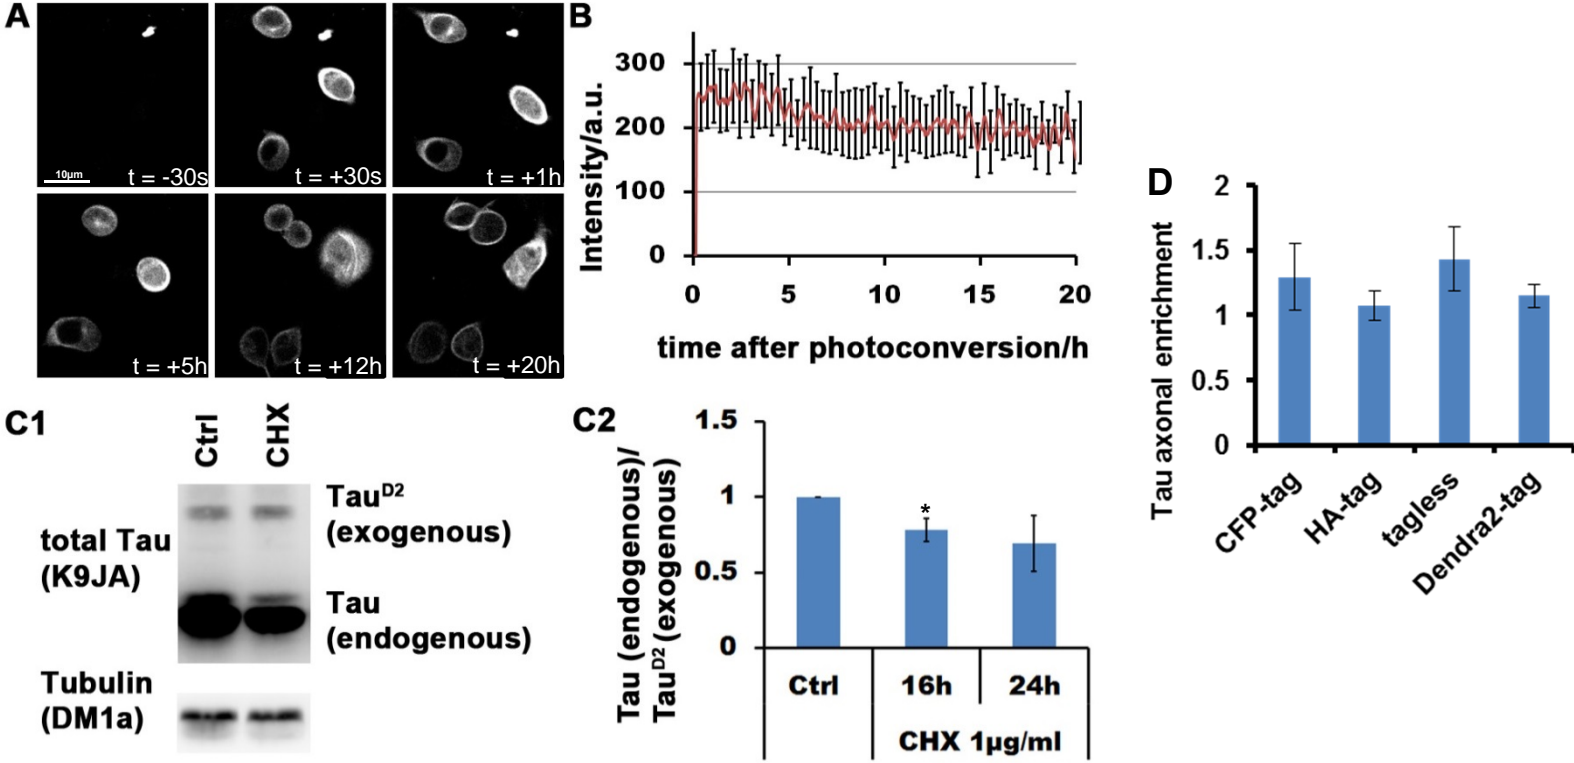 A
10µm
t = -30s
t = +30s
t = +1h
t = +5h
t = +12h
t = +20h
B
Intensity/a.u.
300
200
100
0
0 5 10 15 20
time after photoconversion/h
C1
Ctrl
CHX
total Tau
(K9JA)
Tau^D2
(exogenous)
Tau
(endogenous)
Tubulin
(DM1a)
C2
Tau (endogenous)/
Tau^D2 (exogenous)
1.5
1
0.5
0
*
Ctrl 16h 24h
CHX 1µg/ml
D
Tau axonal enrichment
2
1.5
1
0.5
0
CFP-tag
HA-tag
tagless
Dendra2-tag